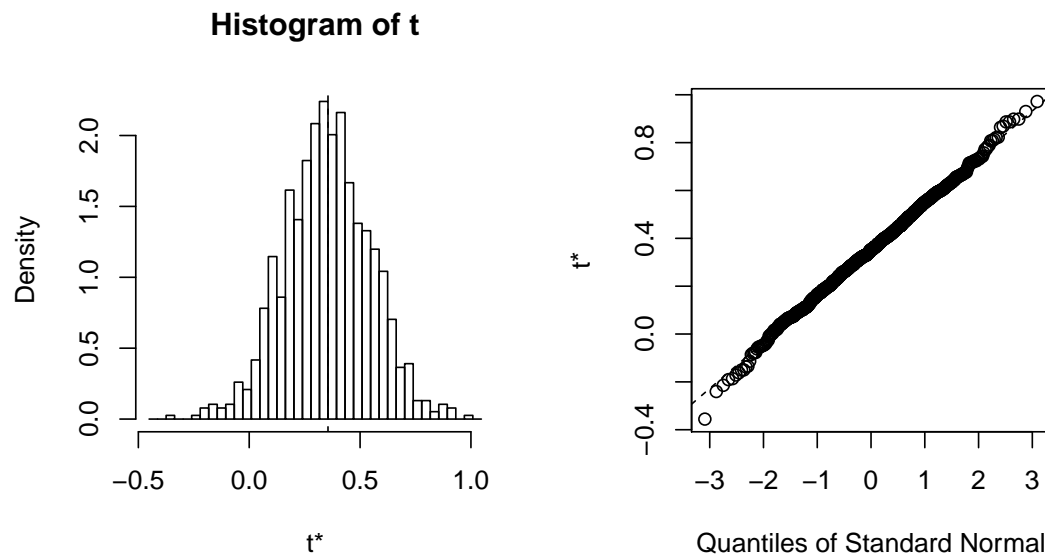 Histogram of t
Density
0.0 0.5 1.0 1.5 2.0
−0.5 0.0 0.5 1.0
t*
t*
−0.4 0.0 0.4 0.8
−3 −2 −1 0 1 2 3
Quantiles of Standard Normal